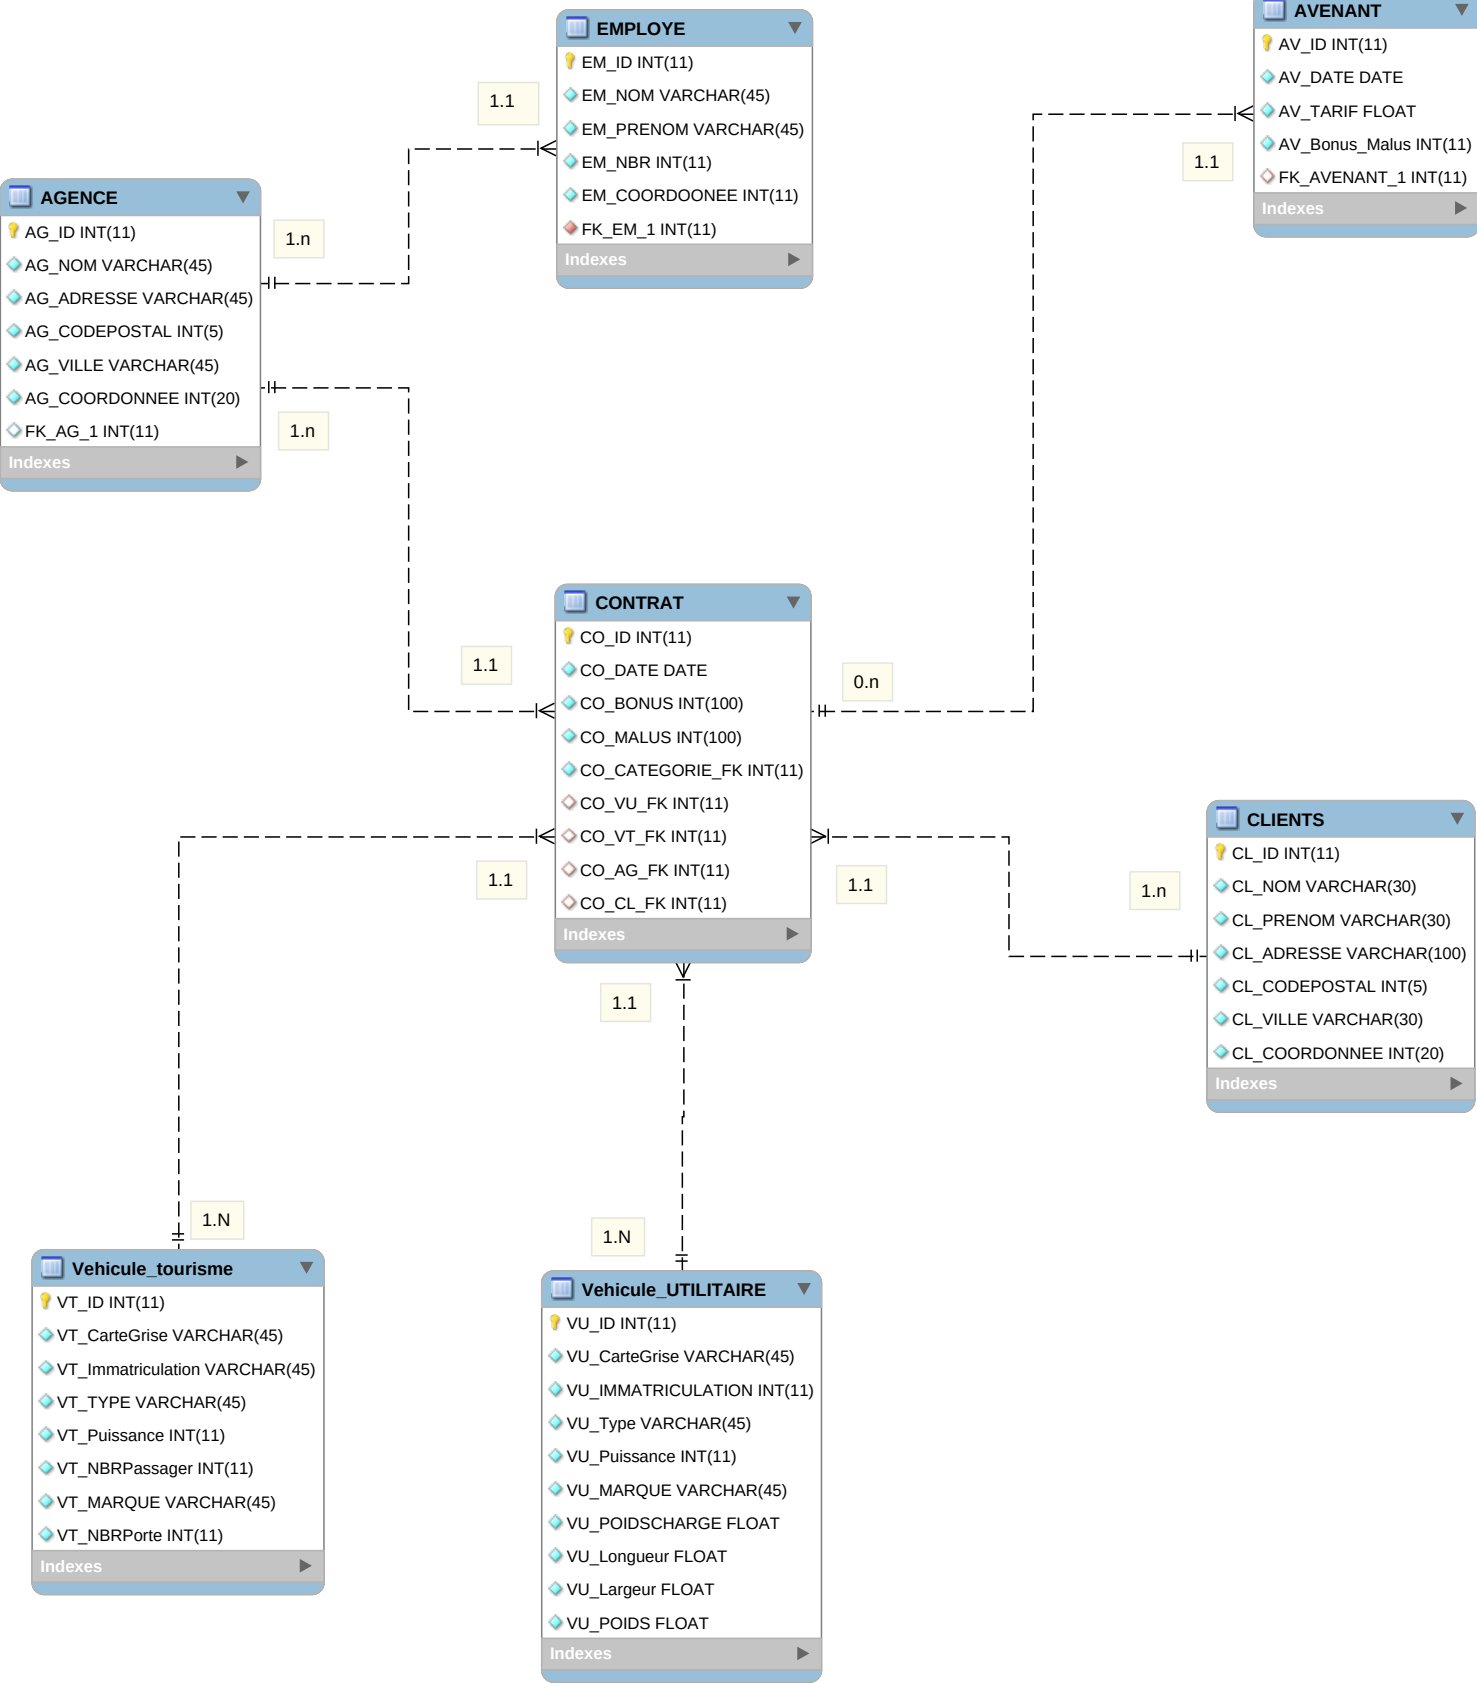 EMPLOYE
EM_ID INT(11)
EM_NOM VARCHAR(45)
EM_PRENOM VARCHAR(45)
EM_NBR INT(11)
EM_COORDOONEE INT(11)
FK_EM_1 INT(11)
Indexes
AVENANT
AV_ID INT(11)
AV_DATE DATE
AV_TARIF FLOAT
AV_Bonus_Malus INT(11)
FK_AVENANT_1 INT(11)
Indexes
1.1
1.1
AGENCE
AG_ID INT(11)
AG_NOM VARCHAR(45)
AG_ADRESSE VARCHAR(45)
AG_CODEPOSTAL INT(5)
AG_VILLE VARCHAR(45)
AG_COORDONNEE INT(20)
FK_AG_1 INT(11)
Indexes
1.n
1.n
CONTRAT
CO_ID INT(11)
CO_DATE DATE
CO_BONUS INT(100)
CO_MALUS INT(100)
CO_CATEGORIE_FK INT(11)
CO_VU_FK INT(11)
CO_VT_FK INT(11)
CO_AG_FK INT(11)
CO_CL_FK INT(11)
Indexes
1.1
0.n
1.1
1.1
1.n
1.1
CLIENTS
CL_ID INT(11)
CL_NOM VARCHAR(30)
CL_PRENOM VARCHAR(30)
CL_ADRESSE VARCHAR(100)
CL_CODEPOSTAL INT(5)
CL_VILLE VARCHAR(30)
CL_COORDONNEE INT(20)
Indexes
1.N
1.N
Vehicule_tourisme
VT_ID INT(11)
VT_CarteGrise VARCHAR(45)
VT_Immatriculation VARCHAR(45)
VT_TYPE VARCHAR(45)
VT_Puissance INT(11)
VT_NBRPassager INT(11)
VT_MARQUE VARCHAR(45)
VT_NBRPorte INT(11)
Indexes
Vehicule_UTILITAIRE
VU_ID INT(11)
VU_CarteGrise VARCHAR(45)
VU_IMMATRICULATION INT(11)
VU_Type VARCHAR(45)
VU_Puissance INT(11)
VU_MARQUE VARCHAR(45)
VU_POIDSCHARGE FLOAT
VU_Longueur FLOAT
VU_Largeur FLOAT
VU_POIDS FLOAT
Indexes